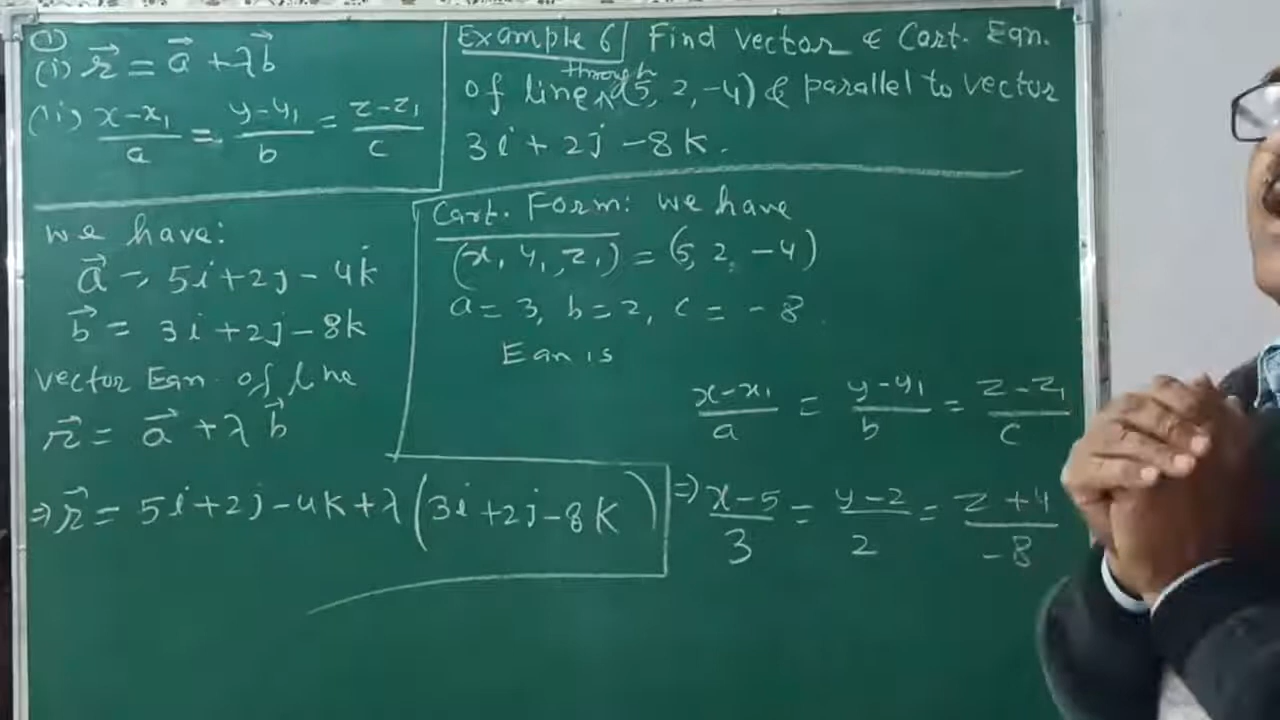 ①
(i) r⃗ = a⃗ + λb⃗
(ii) x-x₁/a = y-y₁/b = z-z₁/c
Example 6 Find vector & Cart. Eqn.
of line through (5, 2, -4) & parallel to vector
3i + 2j - 8k.
we have:
a⃗ = 5i+2j-4k
b⃗ = 3i+2j-8k
vector Eqn. of line
r⃗ = a⃗ + λb⃗
⇒ r⃗ = 5i+2j-4k+λ(3i+2j-8k)
Cart. Form: we have
(x₁, y₁, z₁) = (5, 2, -4)
a = 3, b = 2, c = -8
Eqn is
x-x₁/a = y-y₁/b = z-z₁/c
⇒ x-5/3 = y-2/2 = z+4/-8